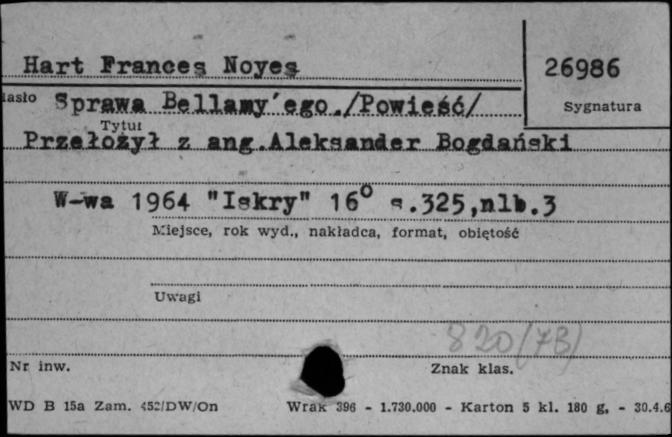 Hart Frances Noyes
26986
Hasło Sprawa Bellamy'ego./Powieść/
Sygnatura
Tytuł
Przełożył z ang.Aleksander Bogdański
W-wa 1964 "Iskry" 16° s.325,nlb.3
Miejsce, rok wyd., nakładca, format, obiętość
Uwagi
820(73)
Nr inw.
Znak klas.
WD B 15a Zam. 452/DW/On
Wrak 396 - 1.730.000 - Karton 5 kl. 180 g, - 30.4.6